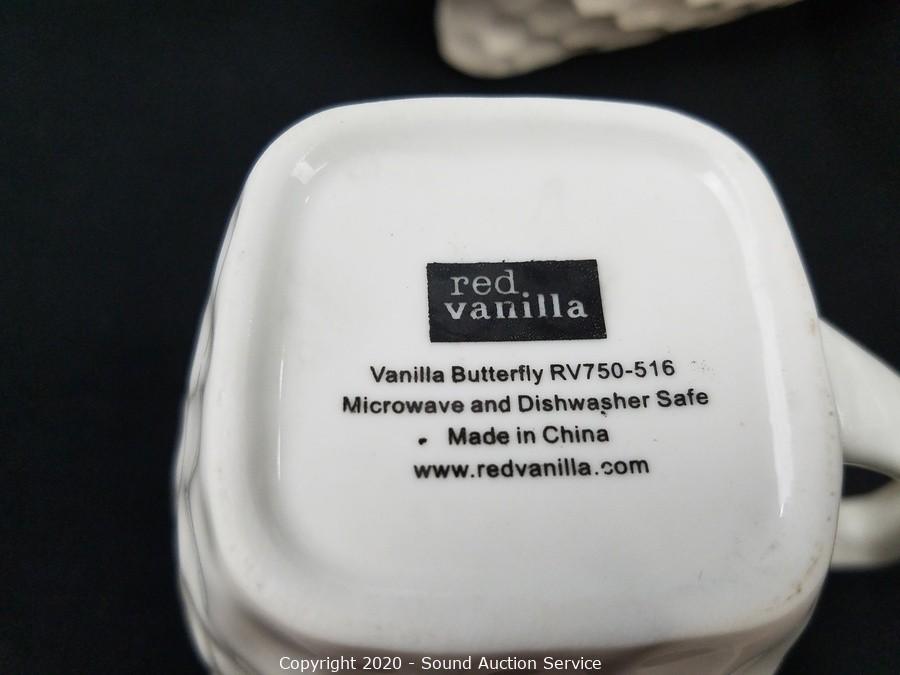 red
vanilla
Vanilla Butterfly RV750-516
Microwave and Dishwasher Safe
Made in China
www.redvanilla.com
Copyright 2020 - Sound Auction Service